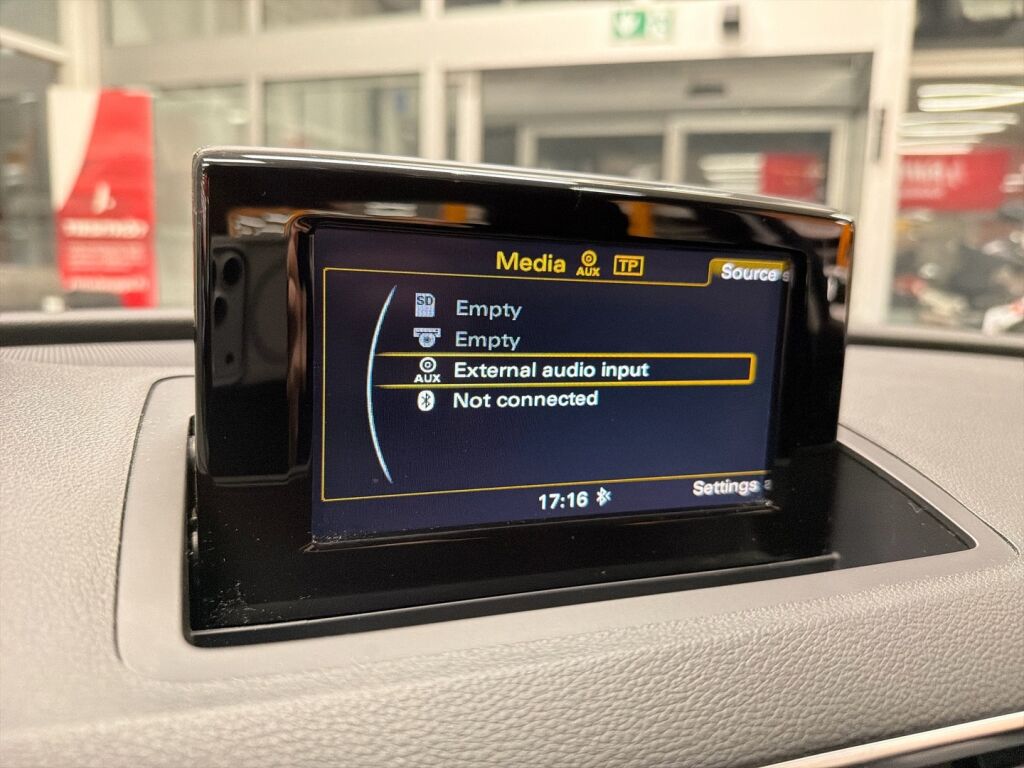 Media AUX TP
Source
SD Empty
Empty
AUX External audio input
Not connected
Settings
17:16